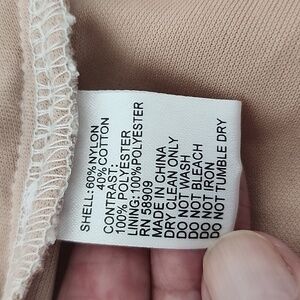 SHELL: 60% NYLON
40% COTTON
CONTRAST:
100% POLYESTER
LINING: 100% POLYESTER
RN 58909
MADE IN CHINA
DRY CLEAN ONLY
DO NOT WASH
DO NOT BLEACH
DO NOT IRON
DO NOT TUMBLE DRY